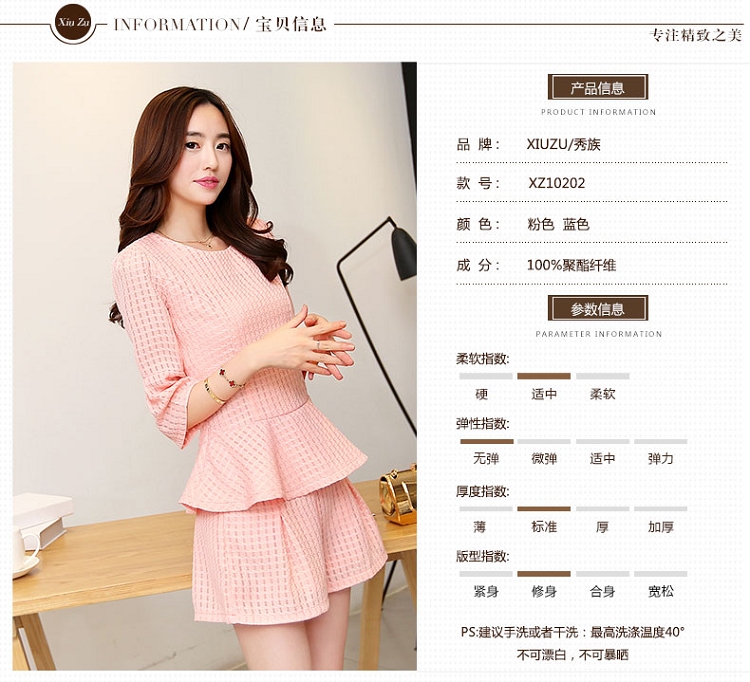 Xiu Zu
INFORMATION/ 宝贝信息
专注精致之美
产品信息
PRODUCT INFORMATION
品 牌: XIUZU/秀族
款 号: XZ10202
颜 色: 粉色 蓝色
成 分: 100%聚酯纤维
参数信息
PARAMETER INFORMATION
柔软指数:
硬 适中 柔软
弹性指数:
无弹 微弹 适中 弹力
厚度指数:
薄 标准 厚 加厚
版型指数:
紧身 修身 合身 宽松
PS:建议手洗或者干洗：最高洗涤温度40°
不可漂白，不可暴晒